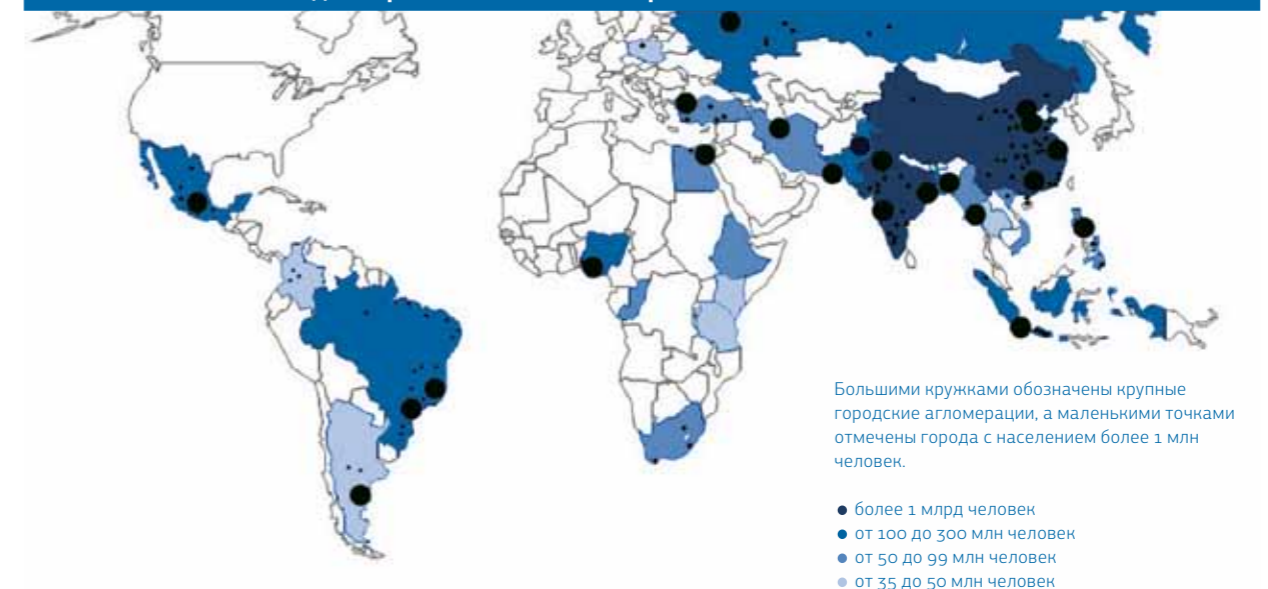 Большими кружками обозначены крупные
городские агломерации, а маленькими точками
отмечены города с населением более 1 млн
человек.
более 1 млрд человек
от 100 до 300 млн человек
от 50 до 99 млн человек
от 35 до 50 млн человек